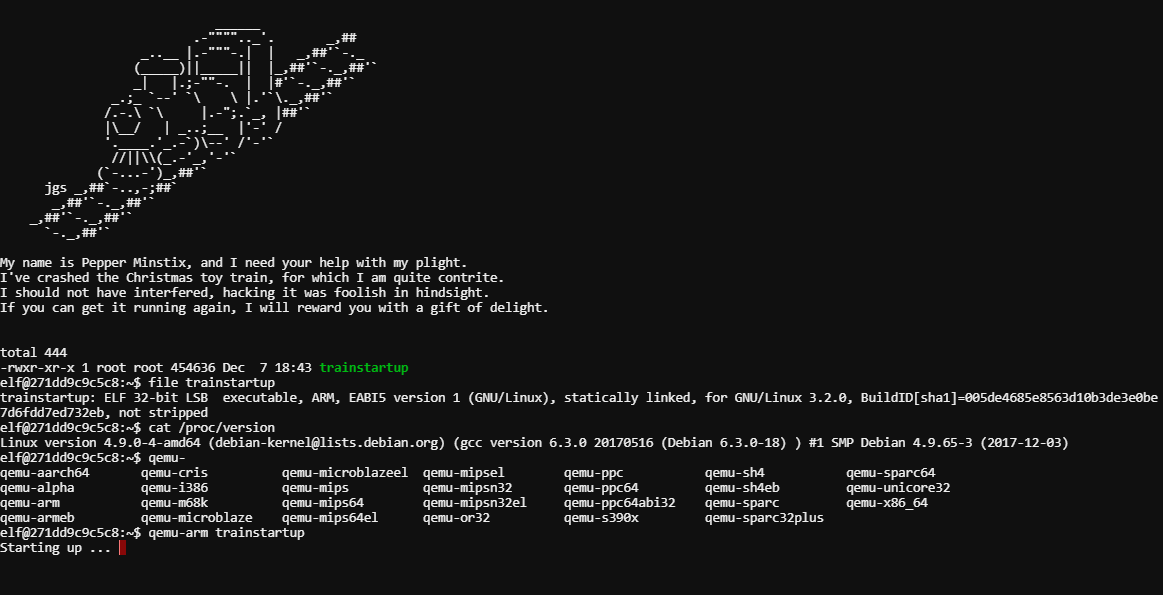 jgs
My name is Pepper Minstix, and I need your help with my plight.
I've crashed the Christmas toy train, for which I am quite contrite.
I should not have interfered, hacking it was foolish in hindsight.
If you can get it running again, I will reward you with a gift of delight.
total 444
-rwxr-xr-x 1 root root 454636 Dec  7 18:43 trainstartup
elf@271dd9c9c5c8:~$ file trainstartup
trainstartup: ELF 32-bit LSB  executable, ARM, EABI5 version 1 (GNU/Linux), statically linked, for GNU/Linux 3.2.0, BuildID[sha1]=005de4685e8563d10b3de3e0be
7d6fdd7ed732eb, not stripped
elf@271dd9c9c5c8:~$ cat /proc/version
Linux version 4.9.0-4-amd64 (debian-kernel@lists.debian.org) (gcc version 6.3.0 20170516 (Debian 6.3.0-18) ) #1 SMP Debian 4.9.65-3 (2017-12-03)
elf@271dd9c9c5c8:~$ qemu-
qemu-aarch64      qemu-cris         qemu-microblazeel qemu-mipsel       qemu-ppc          qemu-sh4          qemu-sparc64
qemu-alpha        qemu-i386         qemu-mips         qemu-mipsn32      qemu-ppc64        qemu-sh4eb        qemu-unicore32
qemu-arm          qemu-m68k         qemu-mips64       qemu-mipsn32el    qemu-ppc64abi32   qemu-sparc        qemu-x86_64
qemu-armeb        qemu-microblaze   qemu-mips64el     qemu-or32         qemu-s390x        qemu-sparc32plus
elf@271dd9c9c5c8:~$ qemu-arm trainstartup
Starting up ...